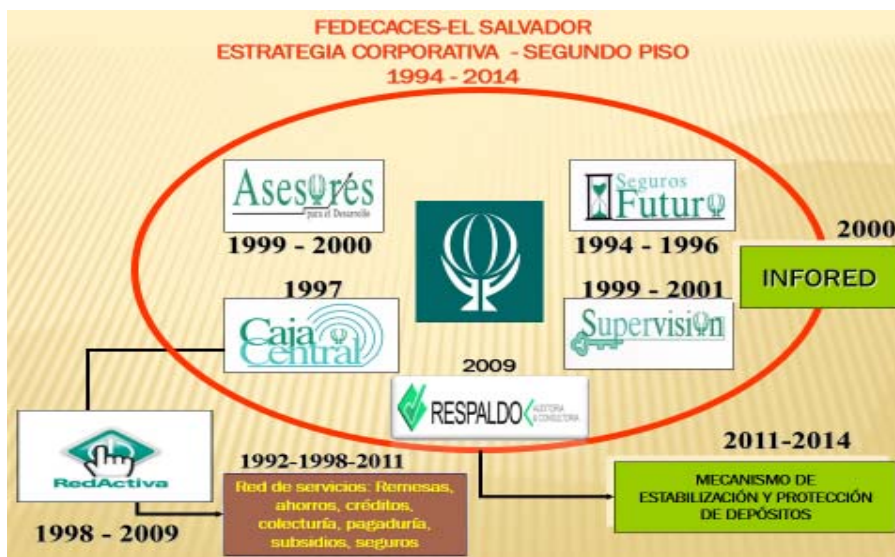 FEDECACES-EL SALVADOR
ESTRATEGIA CORPORATIVA - SEGUNDO PISO
1994 - 2014
Asesores
para el Desarrollo
1999 - 2000
Seguros
Futuro
1994 - 1996
2000
INFORED
1997
Caja
Central
1999 - 2001
Supervisión
2009
RESPALDO
AUDITORIA
& CONSULTORIA
RedActiva
1998 - 2009
1992-1998-2011
Red de servicios: Remesas,
ahorros, créditos,
colecturía, pagaduría,
subsidios, seguros
2011-2014
MECANISMO DE
ESTABILIZACIÓN Y PROTECCIÓN
DE DEPÓSITOS